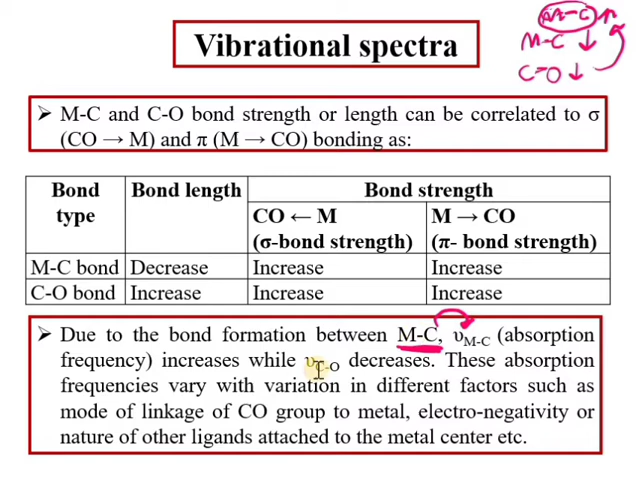 Vibrational spectra
M-C ↑
M-C ↓
C-O ↓
➤ M-C and C-O bond strength or length can be correlated to σ
(CO → M) and π (M → CO) bonding as:
Bond type Bond length Bond strength
CO ← M (σ-bond strength) M → CO (π- bond strength)
M-C bond Decrease Increase Increase
C-O bond Increase Increase Increase
➤ Due to the bond formation between M-C, υM-C (absorption
frequency) increases while υC-O decreases. These absorption
frequencies vary with variation in different factors such as
mode of linkage of CO group to metal, electro-negativity or
nature of other ligands attached to the metal center etc.